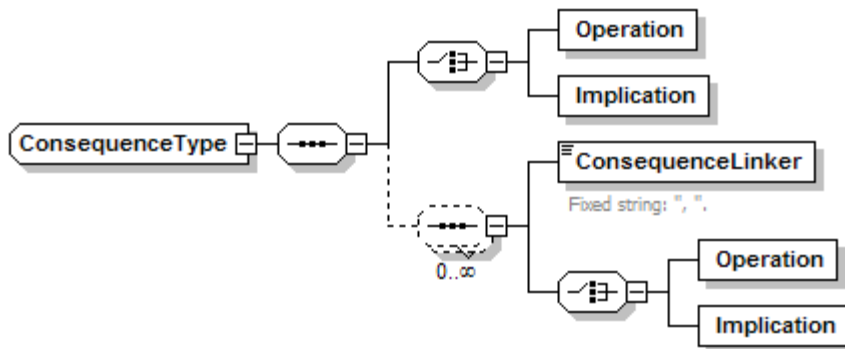 Operation
Implication
ConsequenceType
ConsequenceLinker
Fixed string: ", ".
0..∞
Operation
Implication